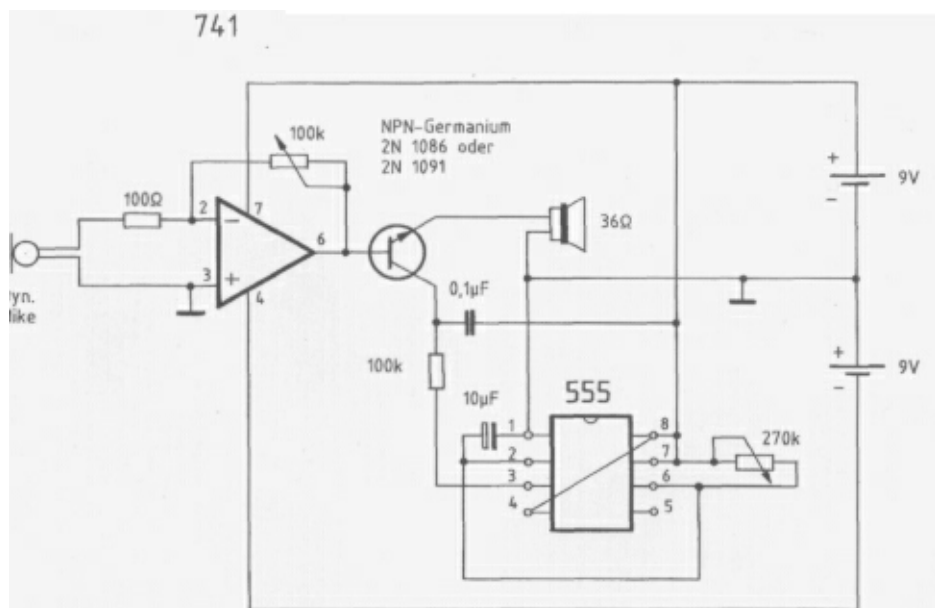 741
100k
NPN-Germanium
2N 1086 oder
2N 1091
+
9V
-
100Ω
2
7
-
6
36Ω
3
+
4
0,1µF
100k
+
9V
-
10µF
555
1
8
270k
2
7
3
6
4
5